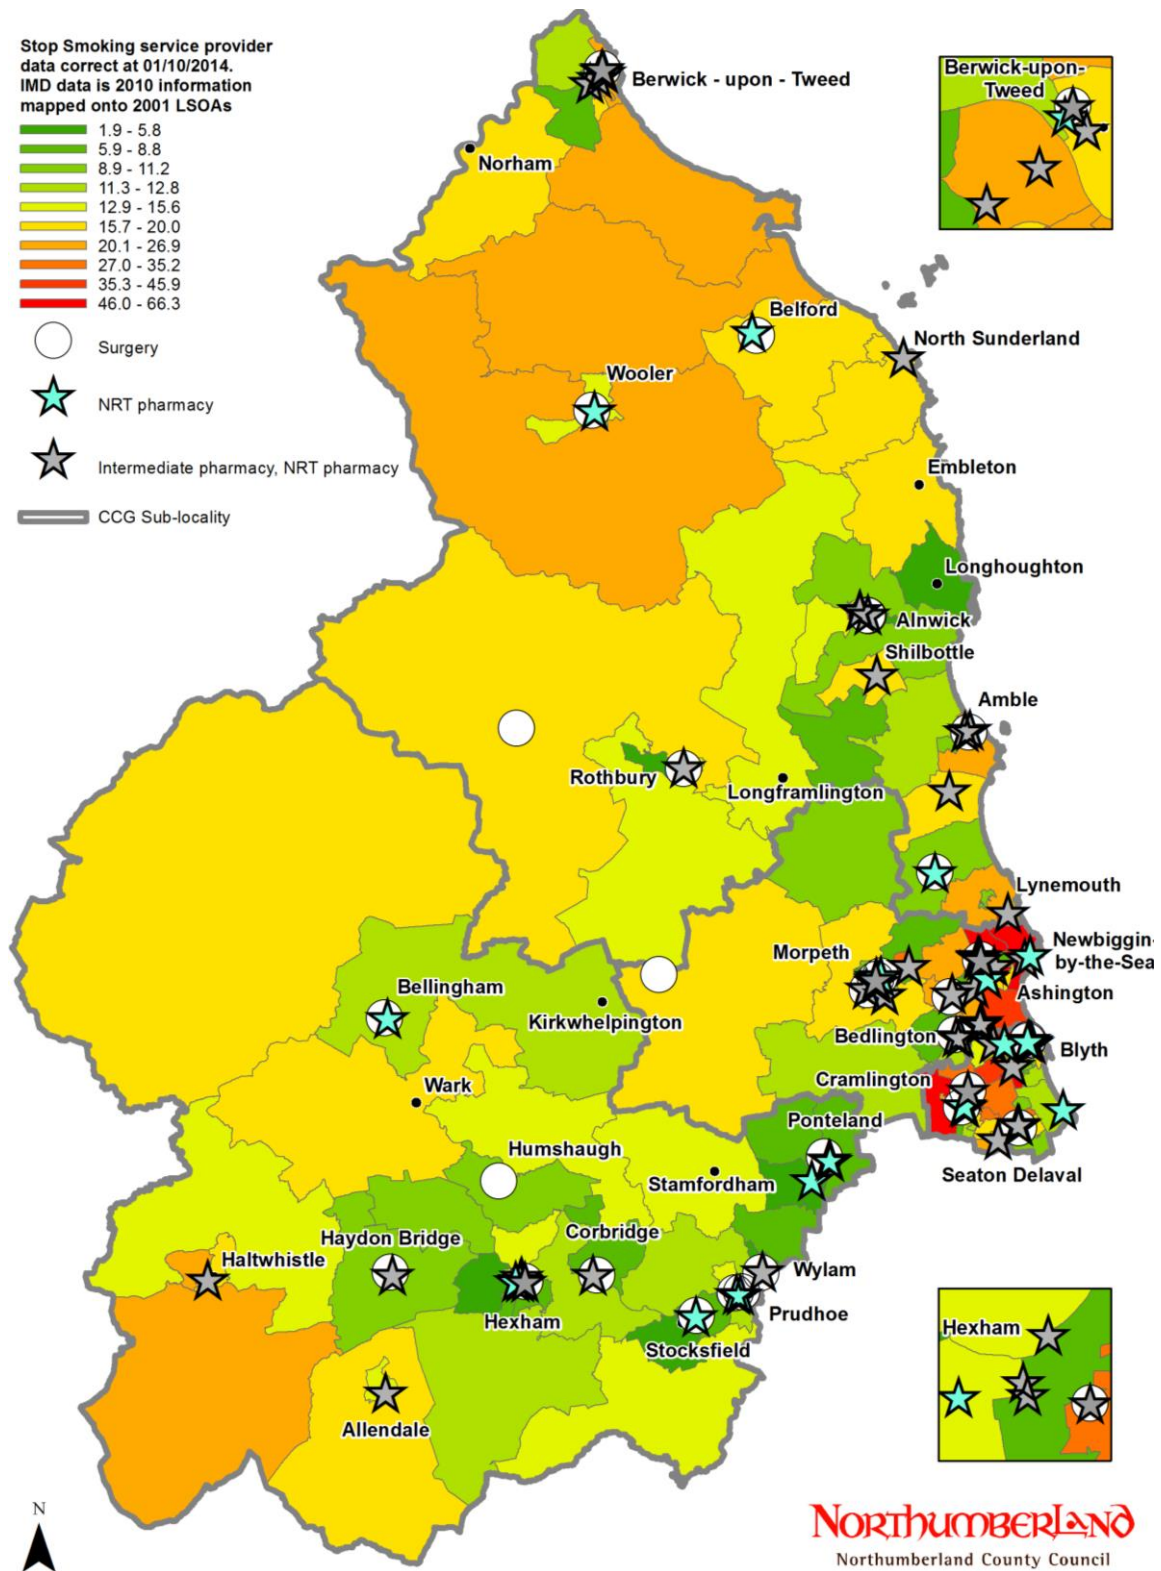 Stop Smoking service provider
data correct at 01/10/2014.
IMD data is 2010 information
mapped onto 2001 LSOAs
1.9 - 5.8
5.9 - 8.8
8.9 - 11.2
11.3 - 12.8
12.9 - 15.6
15.7 - 20.0
20.1 - 26.9
27.0 - 35.2
35.3 - 45.9
46.0 - 66.3
Surgery
NRT pharmacy
Intermediate pharmacy, NRT pharmacy
CCG Sub-locality
Berwick - upon - Tweed
Berwick-upon-
Tweed
Norham
Belford
North Sunderland
Wooler
Embleton
Longhoughton
Alnwick
Shilbottle
Amble
Rothbury
Longframlington
Lynemouth
Morpeth
Newbiggin-
by-the-Sea
Bellingham
Ashington
Kirkwhelpington
Bedlington
Blyth
Wark
Cramlington
Ponteland
Humshaugh
Stamfordham
Seaton Delaval
Haydon Bridge
Corbridge
Haltwhistle
Wylam
Hexham
Prudhoe
Stocksfield
Hexham
Allendale
N
NORTHUMBERLAND
Northumberland County Council